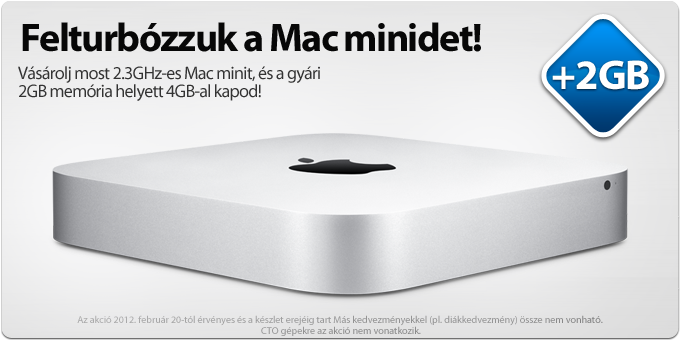 Felturbózzuk a Mac minidet!
Vásárolj most 2.3GHz-es Mac minit, és a gyári
2GB memória helyett 4GB-al kapod!
+2GB
Az akció 2012. február 20-tól érvényes és a készlet erejéig tart Más kedvezményekkel (pl. diákkedvezmény) össze nem vonható.
CTO gépekre az akció nem vonatkozik.